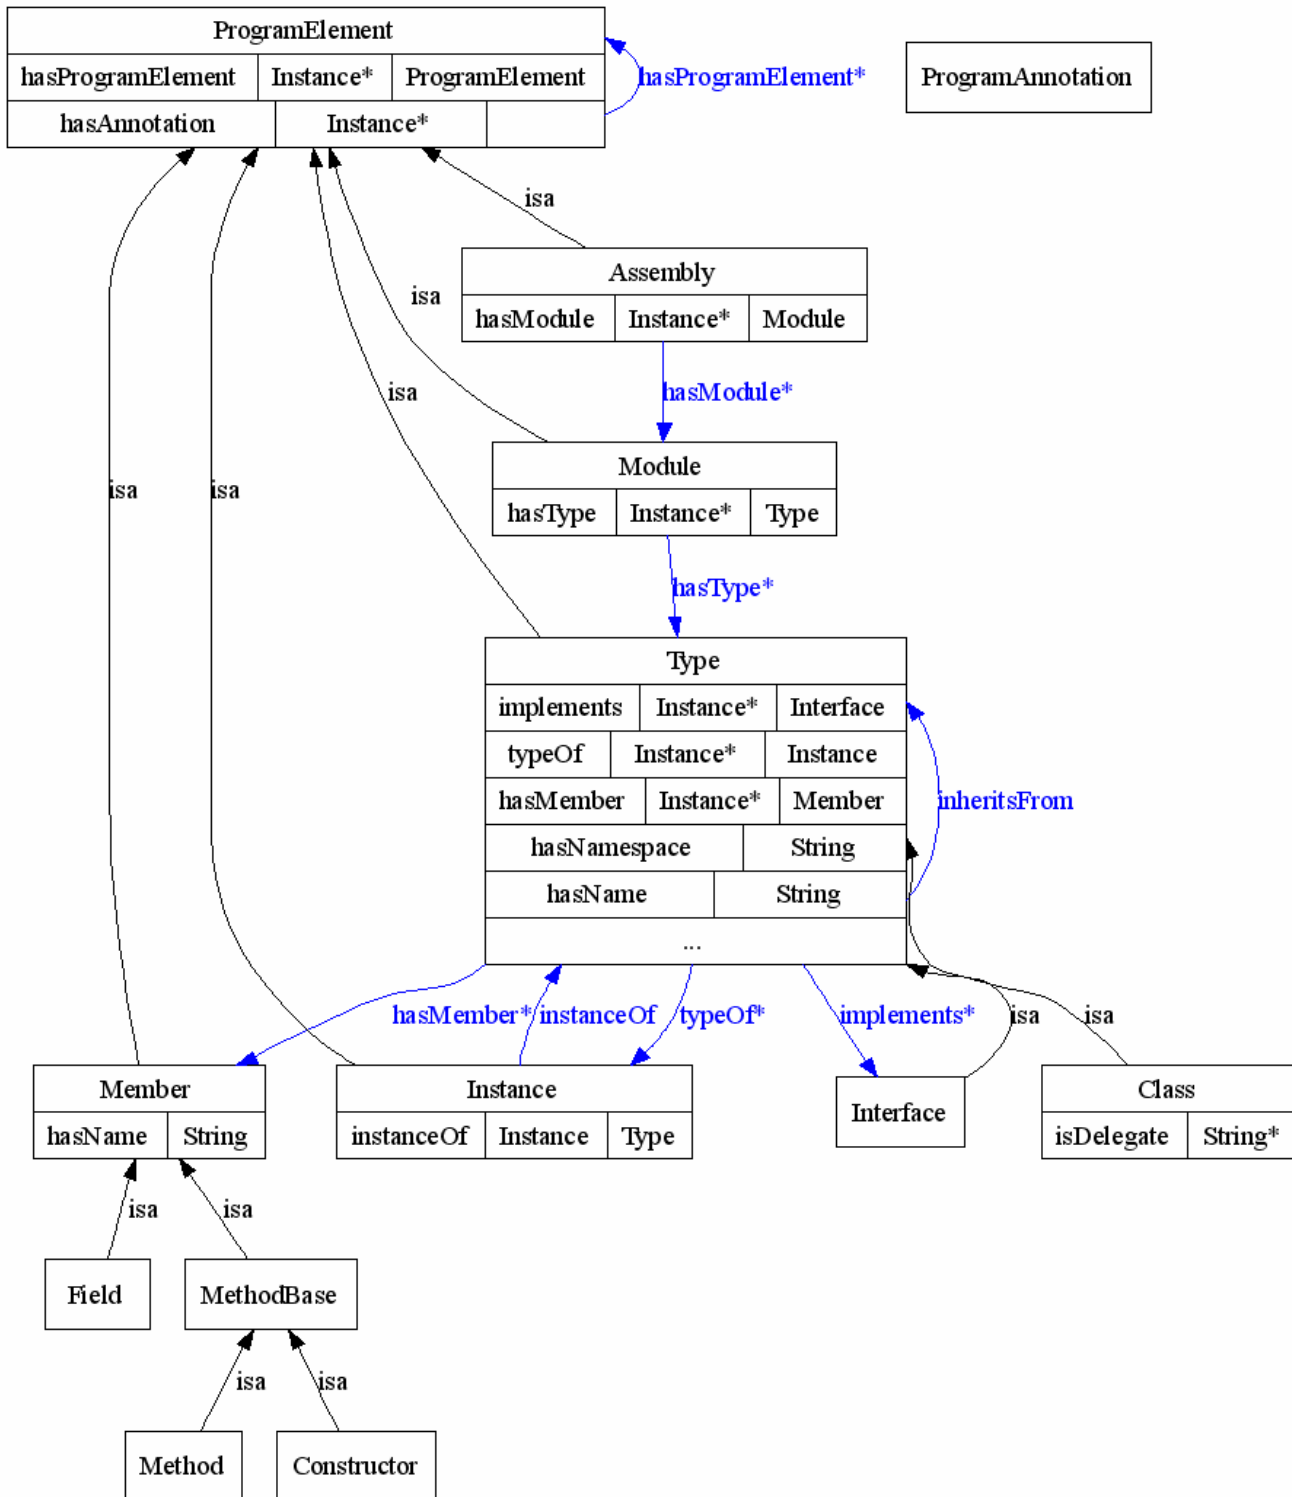 ProgramElement
hasProgramElement Instance* ProgramElement
hasAnnotation Instance*
hasProgramElement*
ProgramAnnotation
isa
Assembly
hasModule Instance* Module
isa
hasModule*
isa
Module
hasType Instance* Type
isa
isa
hasType*
Type
implements Instance* Interface
typeOf Instance* Instance
hasMember Instance* Member
hasNamespace String
hasName String
...
inheritsFrom
hasMember* instanceOf typeOf* implements* isa isa
Member
hasName String
Instance
instanceOf Instance Type
Interface
Class
isDelegate String*
isa isa
Field MethodBase
isa isa
Method Constructor